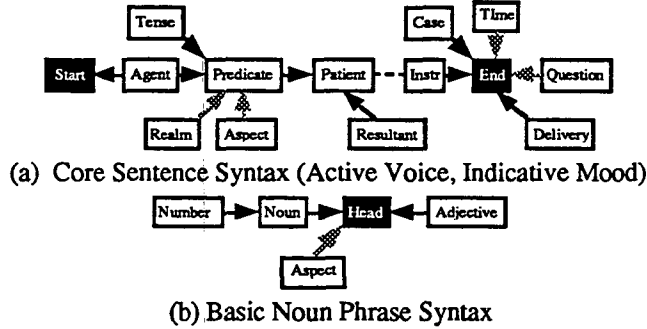 Tense Case Time
Start Agent Predicate Patient Instr End Question
Realm Aspect Resultant Delivery
(a) Core Sentence Syntax (Active Voice, Indicative Mood)
Number Noun Head Adjective
Aspect
(b) Basic Noun Phrase Syntax